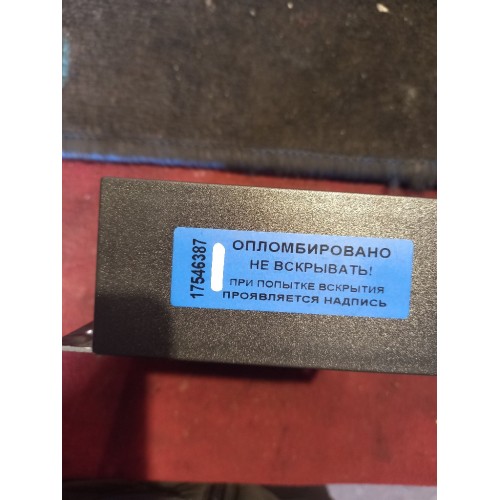 17546387
ОПЛОМБИРОВАНО
НЕ ВСКРЫВАТЬ!
ПРИ ПОПЫТКЕ ВСКРЫТИЯ
ПРОЯВЛЯЕТСЯ НАДПИСЬ